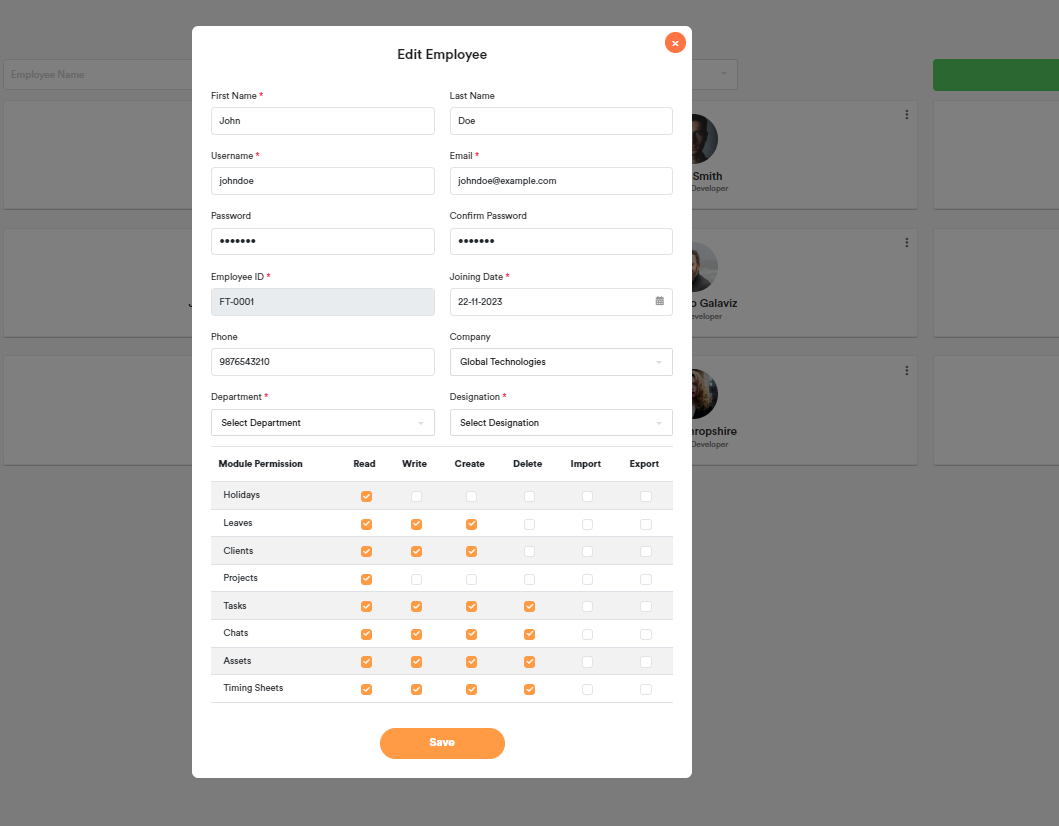 Edit Employee
Employee Name
First Name *
Last Name
John
Doe
Username *
Email *
johndoe
johndoe@example.com
Password
Confirm Password
•••••••
•••••••
Employee ID *
Joining Date *
FT-0001
22-11-2023
Phone
Company
9876543210
Global Technologies
Department *
Designation *
Select Department
Select Designation
Module Permission Read Write Create Delete Import Export
Holidays
Leaves
Clients
Projects
Tasks
Chats
Assets
Timing Sheets
Save
Smith
Developer
Galaviz